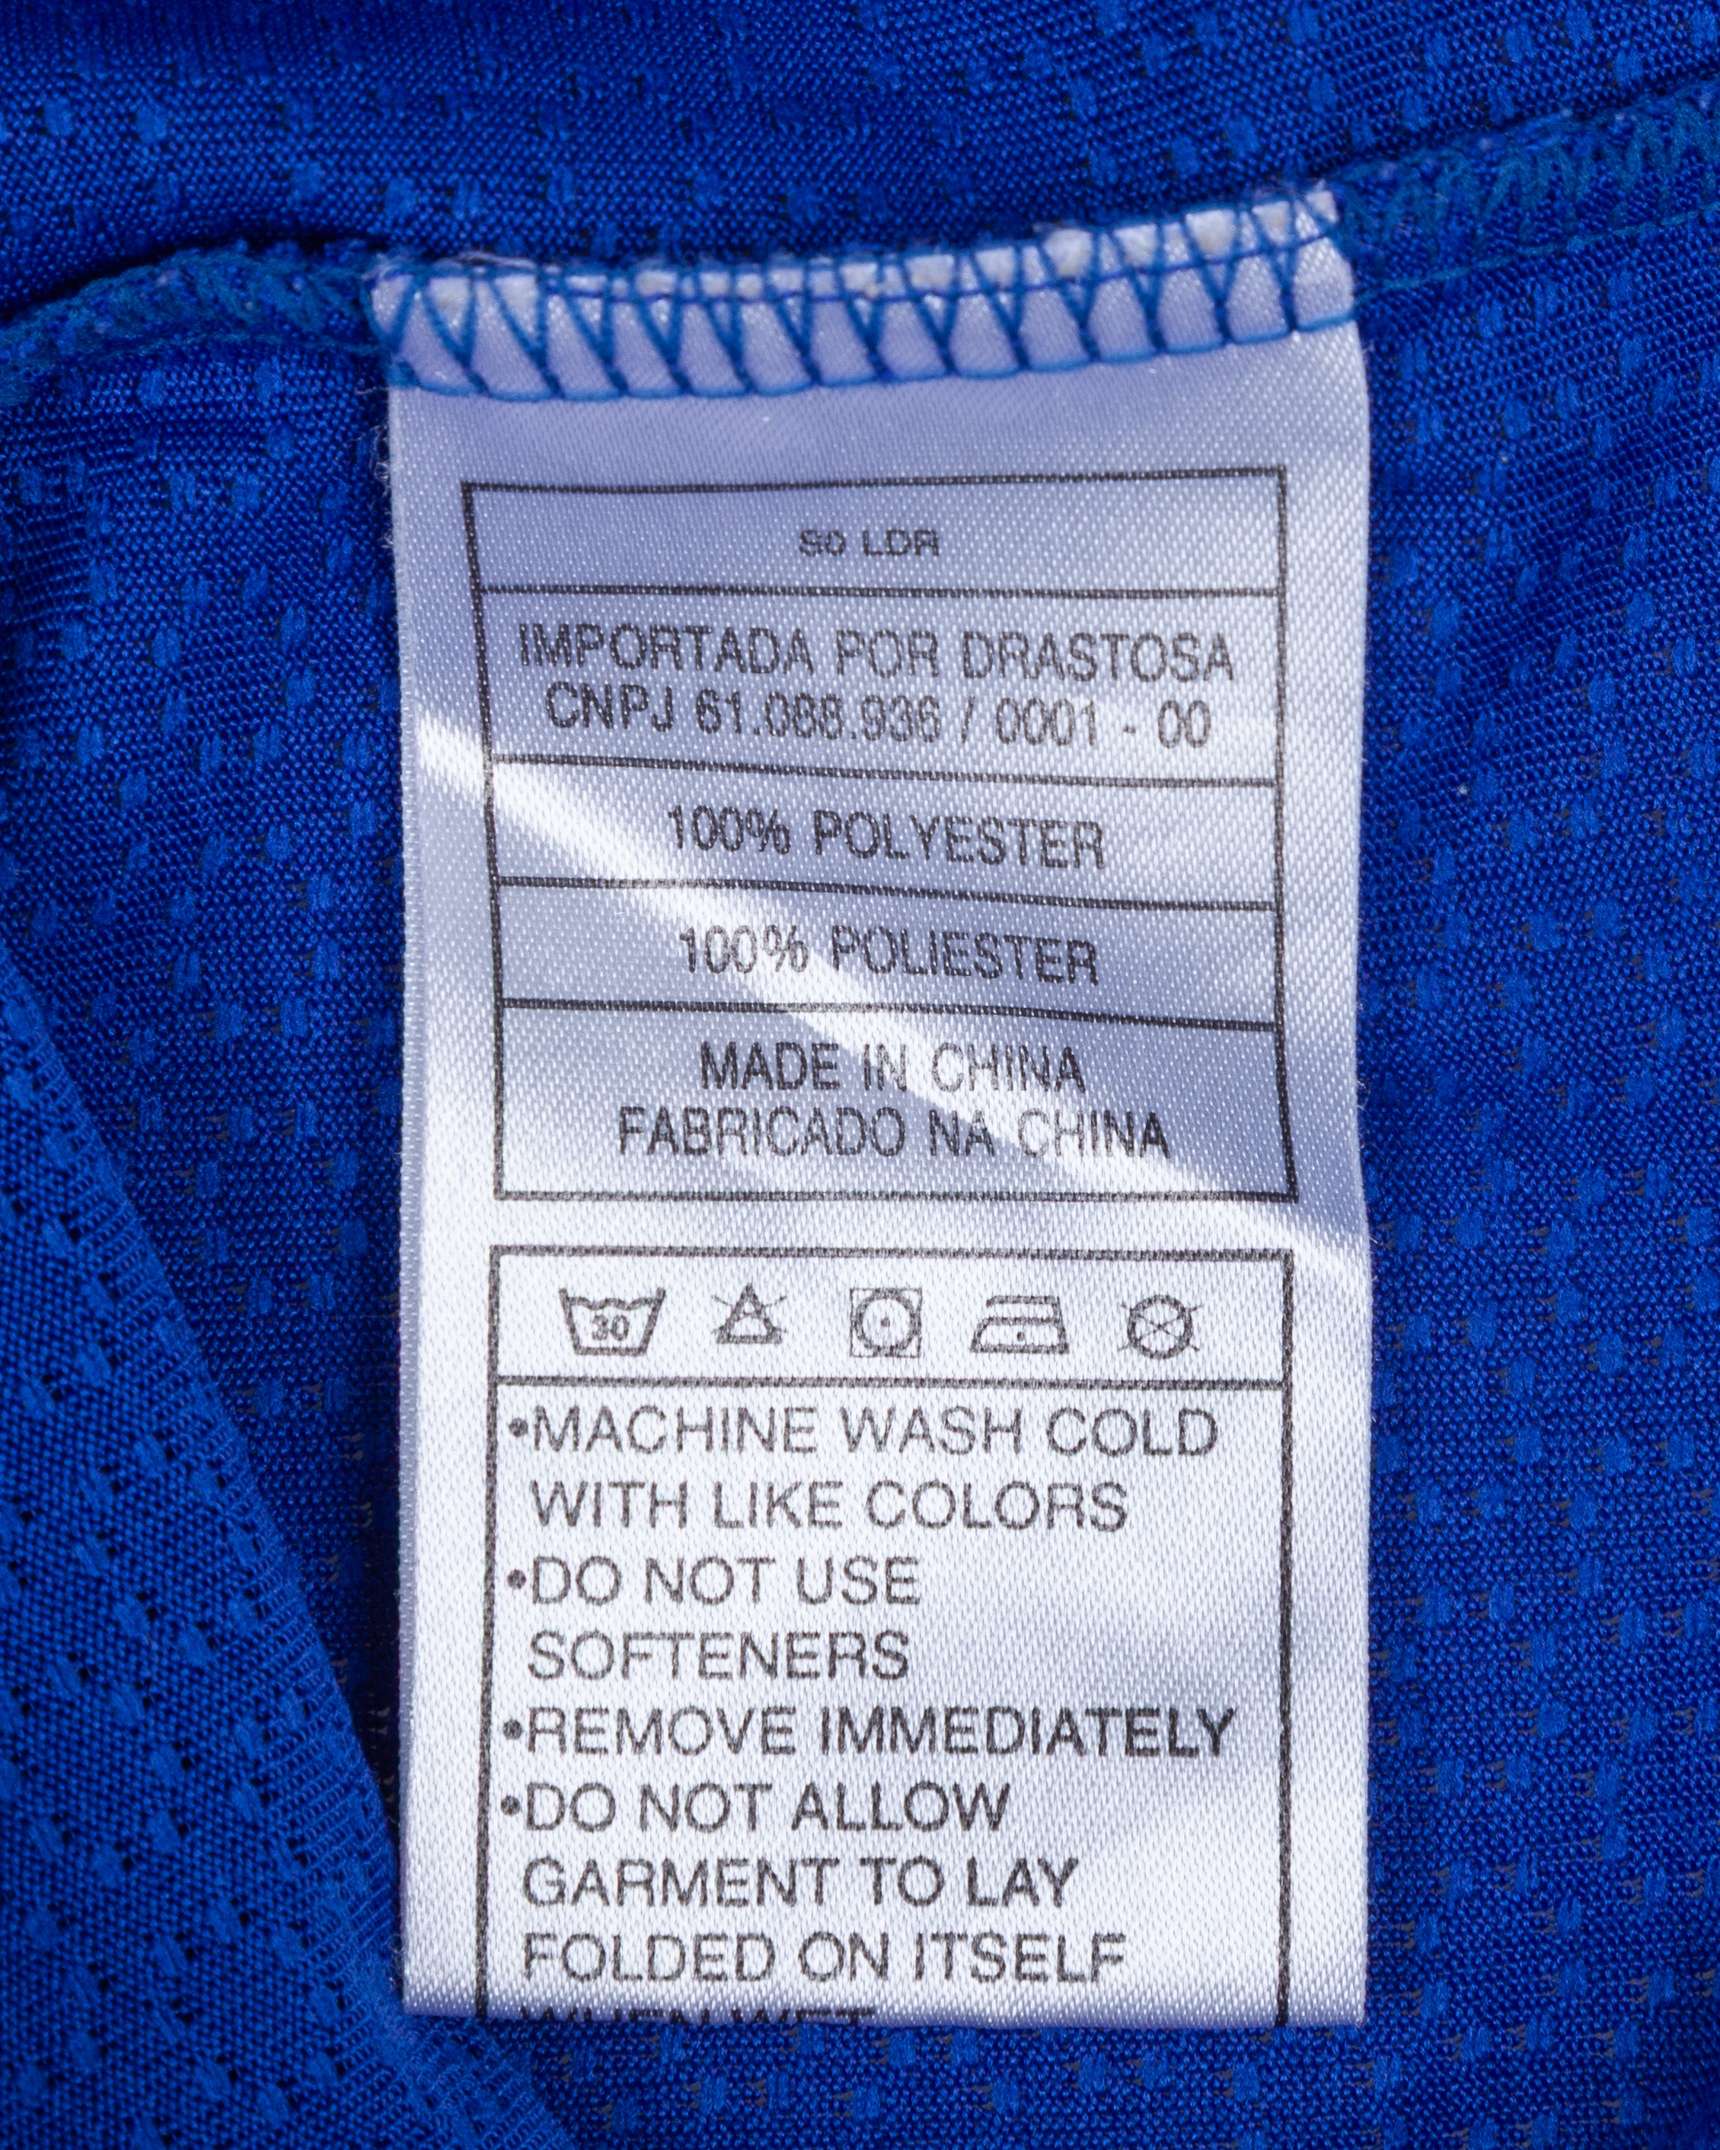 S0 LDR
IMPORTADA POR DRASTOSA
CNPJ 61.088.936 / 0001 - 00
100% POLYESTER
100% POLIESTER
MADE IN CHINA
FABRICADO NA CHINA
30
•MACHINE WASH COLD
WITH LIKE COLORS
•DO NOT USE
SOFTENERS
•REMOVE IMMEDIATELY
•DO NOT ALLOW
GARMENT TO LAY
FOLDED ON ITSELF
WHEN WET